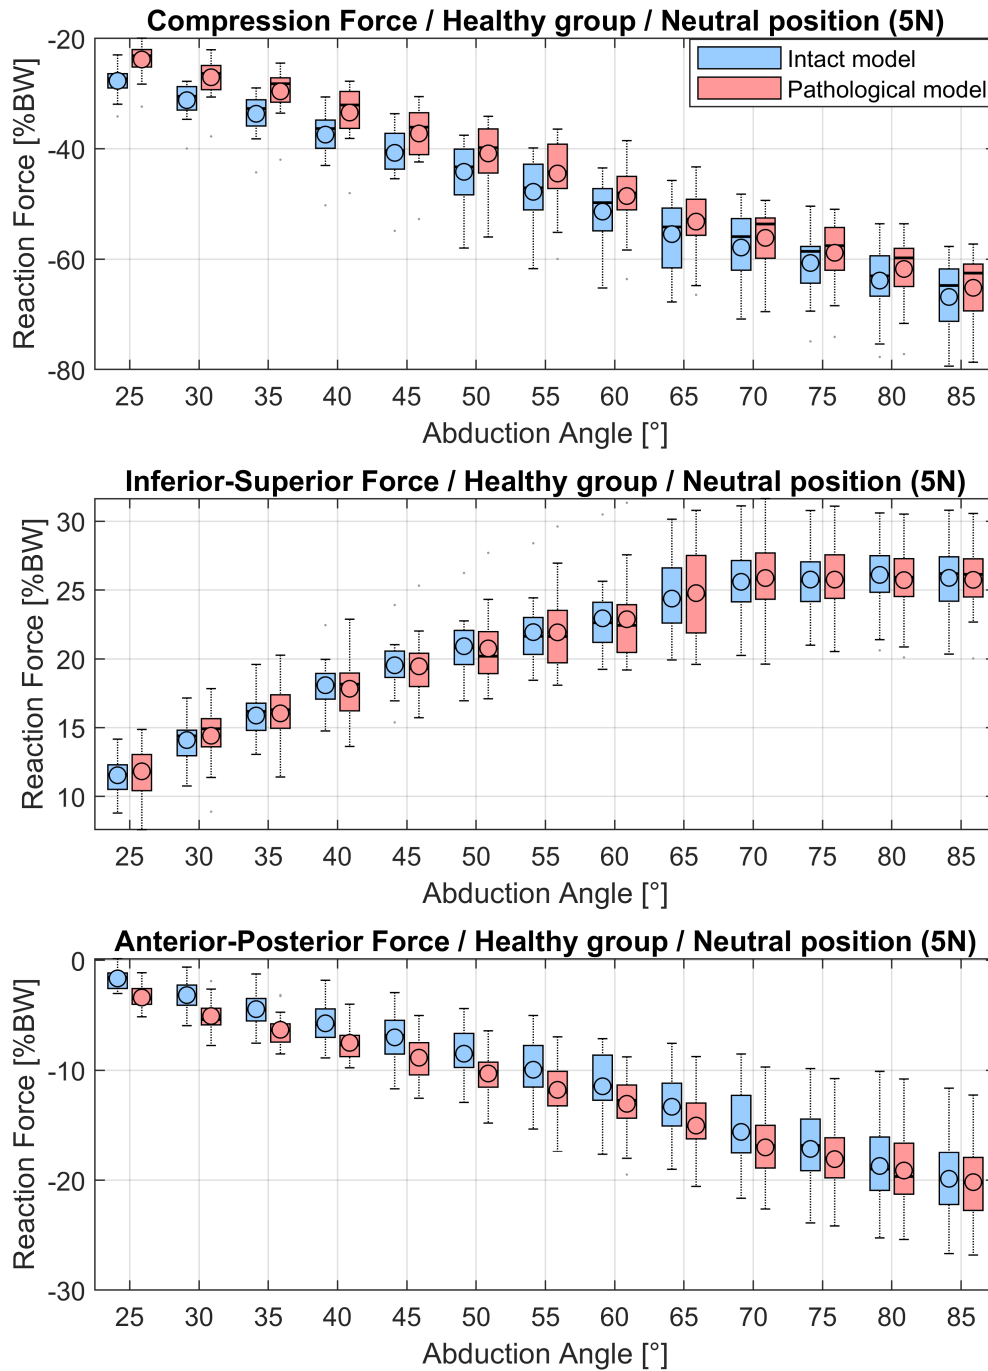 Compression Force / Healthy group / Neutral position (5N)
Reaction Force [%BW]
-20
-40
-60
-80
Intact model
Pathological model
25 30 35 40 45 50 55 60 65 70 75 80 85
Abduction Angle [°]
Inferior-Superior Force / Healthy group / Neutral position (5N)
Reaction Force [%BW]
30
25
20
15
10
25 30 35 40 45 50 55 60 65 70 75 80 85
Abduction Angle [°]
Anterior-Posterior Force / Healthy group / Neutral position (5N)
Reaction Force [%BW]
0
-10
-20
-30
25 30 35 40 45 50 55 60 65 70 75 80 85
Abduction Angle [°]